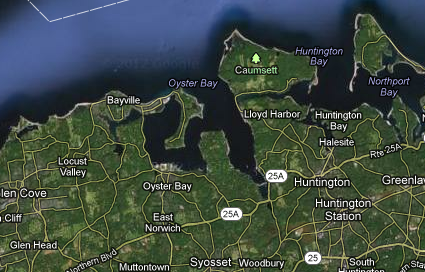 Huntington
Bay
Oyster Bay
Caumsett
Northport
Bay
Bayville
Lloyd Harbor
Huntington
Bay
Halesite
Rte 25A
Locust
Valley
25A
Oyster Bay
Huntington
Greenlaw
len Cove
25A
Huntington
Station
n Cliff
East
Norwich
Glen Head
Northern Blvd
Muttontown
Syosset
Woodbury
25
South
Huntington